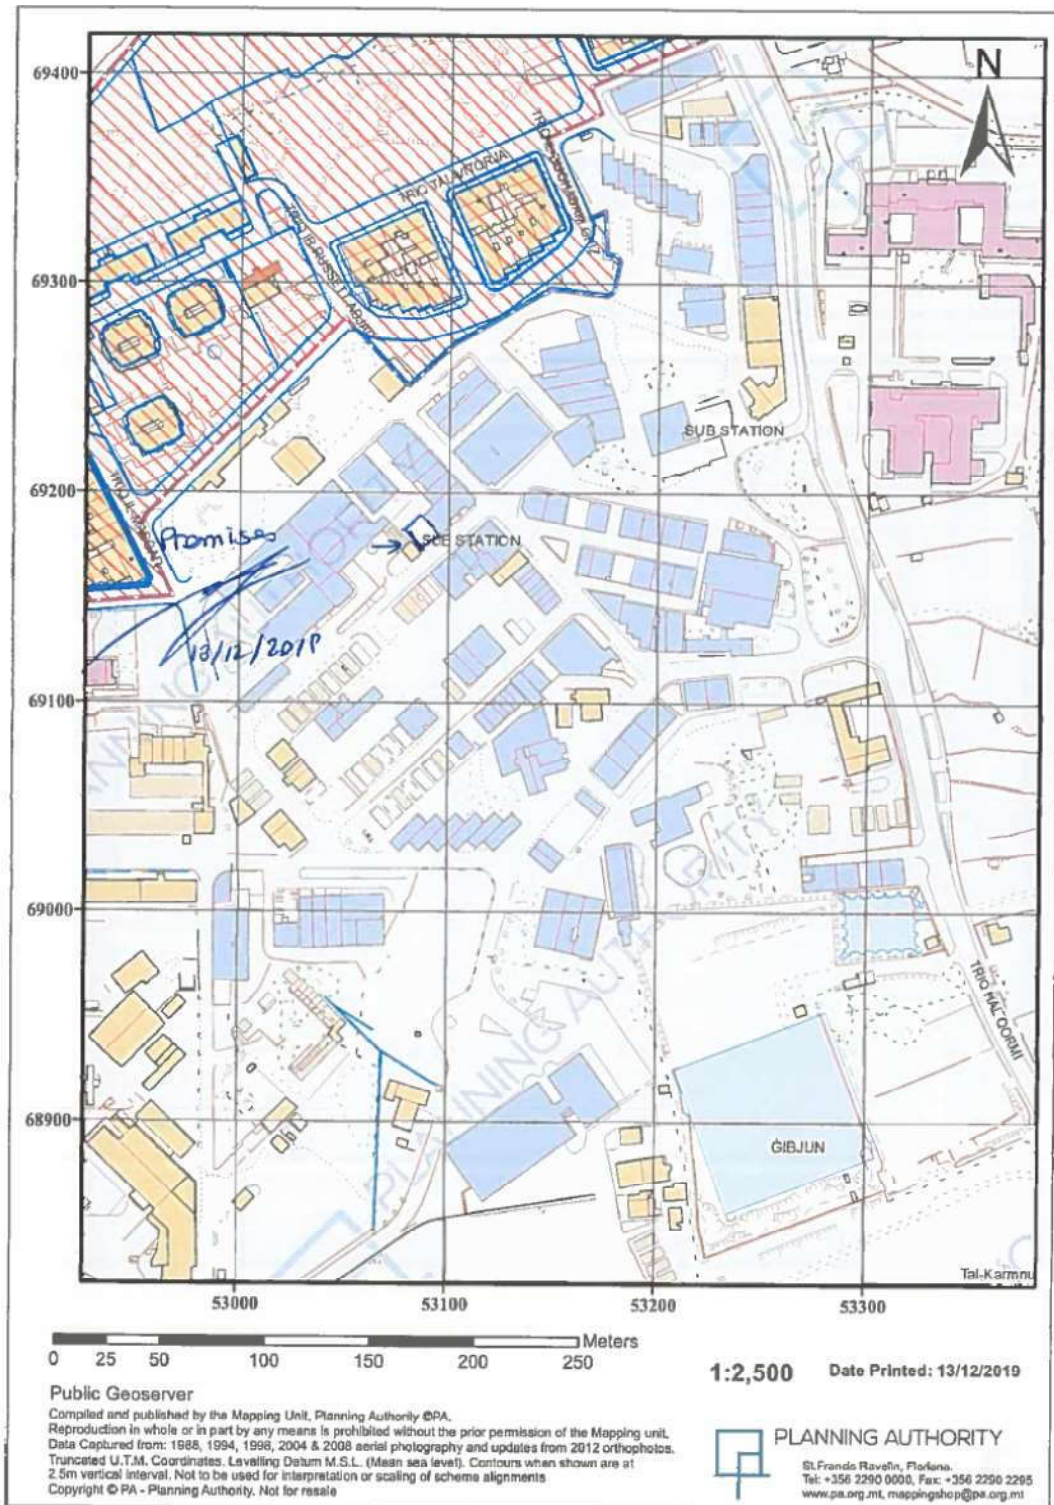 N
69400
69300
69200
69100
69000
68900
TRIQ TAL-VITORJA
SUB STATION
Premises
SUB STATION
13/12/2019
TRIQ HAL QORMI
ĠIBJUN
Tal-Karmnu
53000
53100
53200
53300
Meters
0 25 50 100 150 200 250
1:2,500
Date Printed: 13/12/2019
Public Geoserver
Compiled and published by the Mapping Unit, Planning Authority ©PA.
Reproduction in whole or in part by any means is prohibited without the prior permission of the Mapping unit.
Data Captured from: 1988, 1994, 1998, 2004 & 2008 aerial photography and updates from 2012 orthophotos.
Truncated U.T.M. Coordinates. Levelling Datum M.S.L. (Mean sea level). Contours when shown are at
2.5m vertical interval. Not to be used for interpretation or scaling of scheme alignments
Copyright © PA - Planning Authority. Not for resale
PLANNING AUTHORITY
St.Francis Ravelin, Floriana.
Tel: +356 2290 0000, Fax: +356 2290 2295
www.pa.org.mt, mappingshop@pa.org.mt
PLANNING AUTHORITY